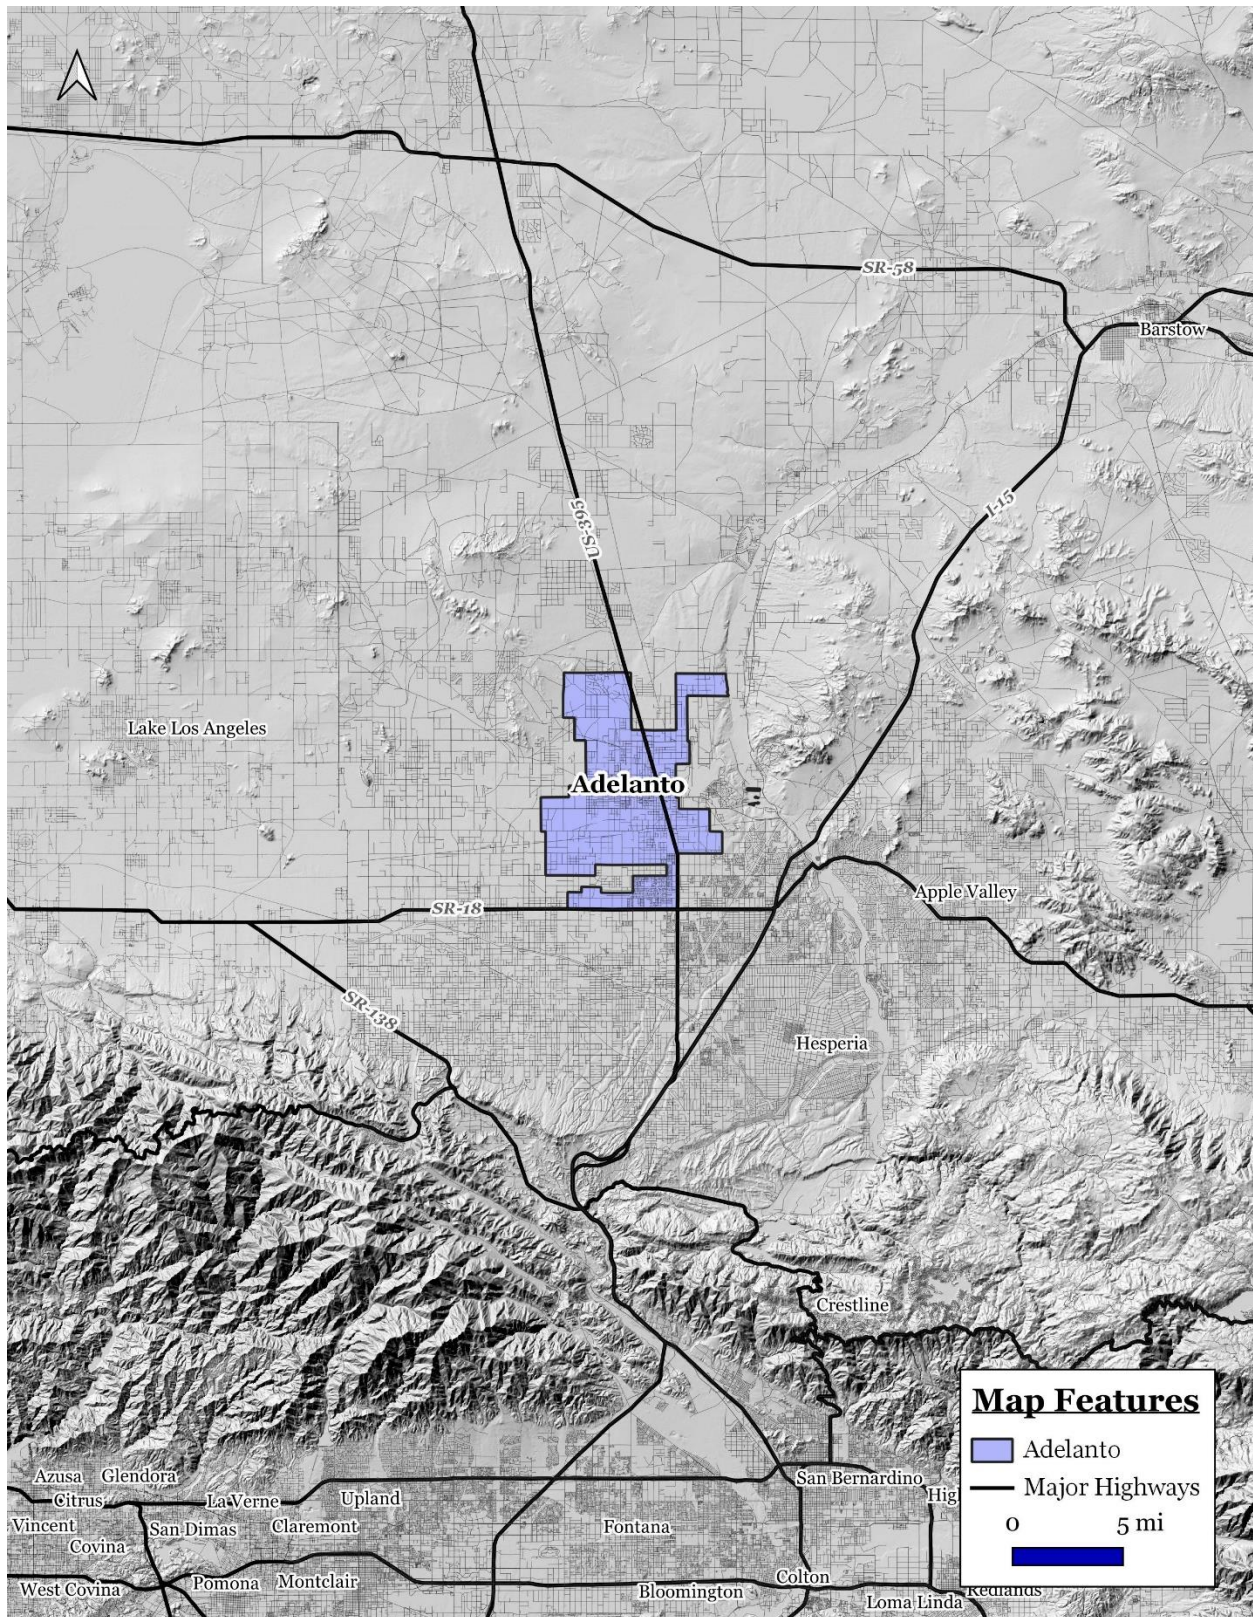 SR-58
Barstow
I-15
US-395
Lake Los Angeles
Adelanto
Apple Valley
SR-18
SR-138
Hesperia
Crestline
Map Features
Adelanto
Major Highways
0 5 mi
Azusa Glendora
Citrus La Verne Upland San Bernardino
Hig
Vincent San Dimas Claremont Fontana
Covina
West Covina Pomona Montclair Bloomington Colton
Loma Linda Redlands